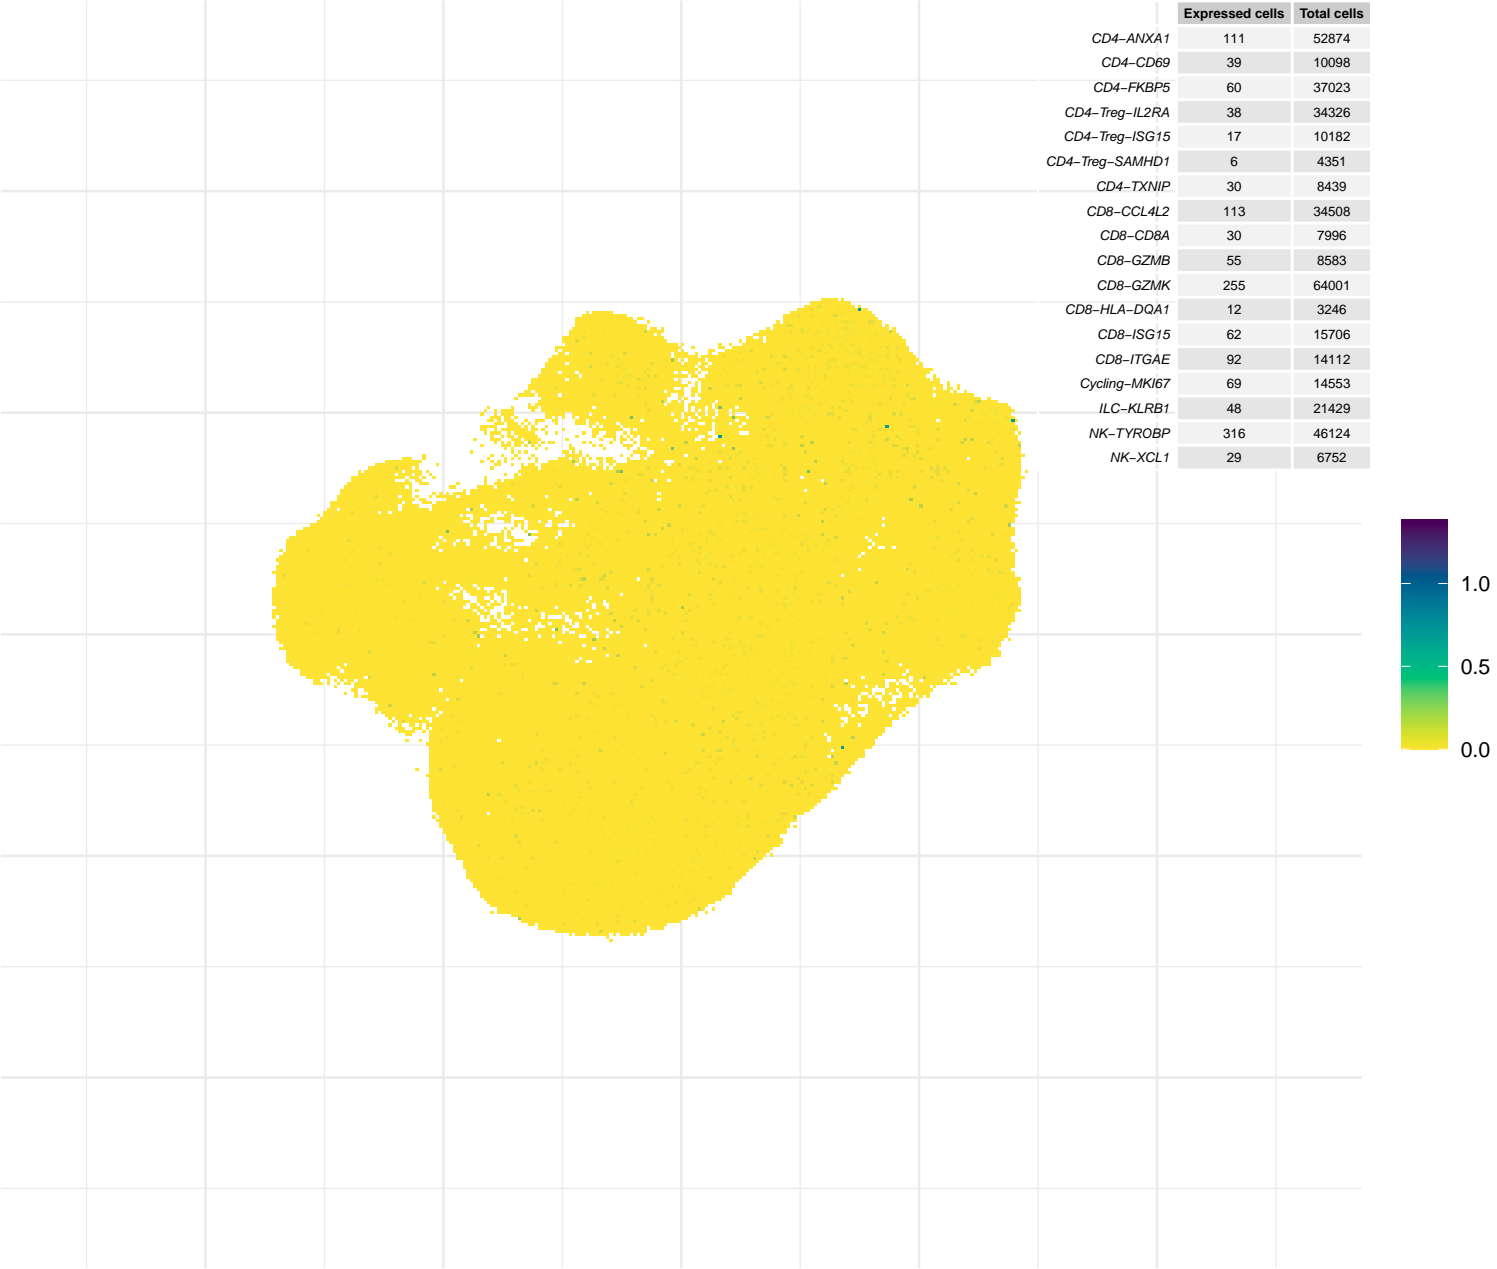 Expressed cells Total cells
CD4−ANXA1 111 52874
CD4−CD69 39 10098
CD4−FKBP5 60 37023
CD4−Treg−IL2RA 38 34326
CD4−Treg−ISG15 17 10182
CD4−Treg−SAMHD1 6 4351
CD4−TXNIP 30 8439
CD8−CCL4L2 113 34508
CD8−CD8A 30 7996
CD8−GZMB 55 8583
CD8−GZMK 255 64001
CD8−HLA−DQA1 12 3246
CD8−ISG15 62 15706
CD8−ITGAE 92 14112
Cycling−MKI67 69 14553
ILC−KLRB1 48 21429
NK−TYROBP 316 46124
NK−XCL1 29 6752
1.0
0.5
0.0